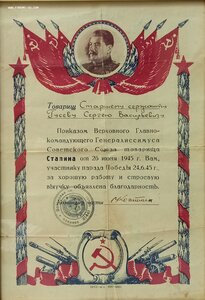 Товарищ Старшему сержанту
Гусеву Сергею Васильевичу
Приказом Верховного Главно-
командующего Генералиссимуса
Советского Союза товарища
Сталина от 26 июня 1945 г. Вам,
участнику парада Победы 24.6.45 г.
за хорошую работу и строевую
выучку объявлена благодарность.